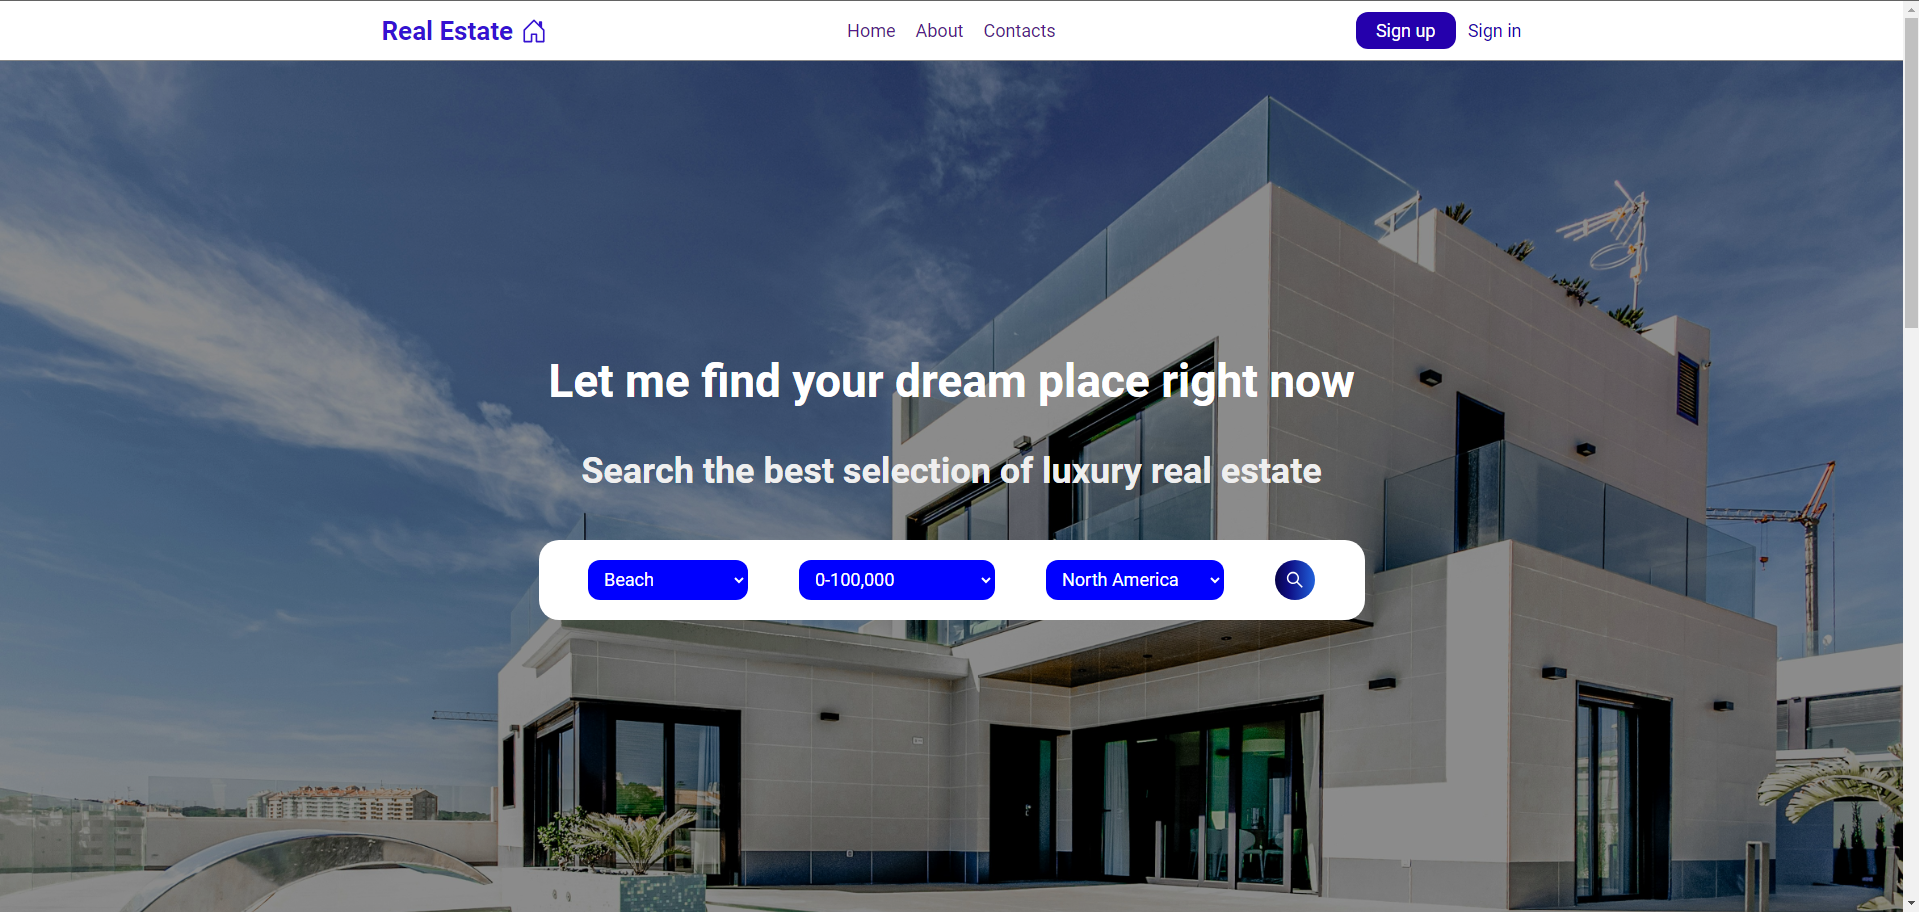 Real Estate
Home About Contacts
Sign up Sign in
Let me find your dream place right now
Search the best selection of luxury real estate
Beach 0-100,000 North America